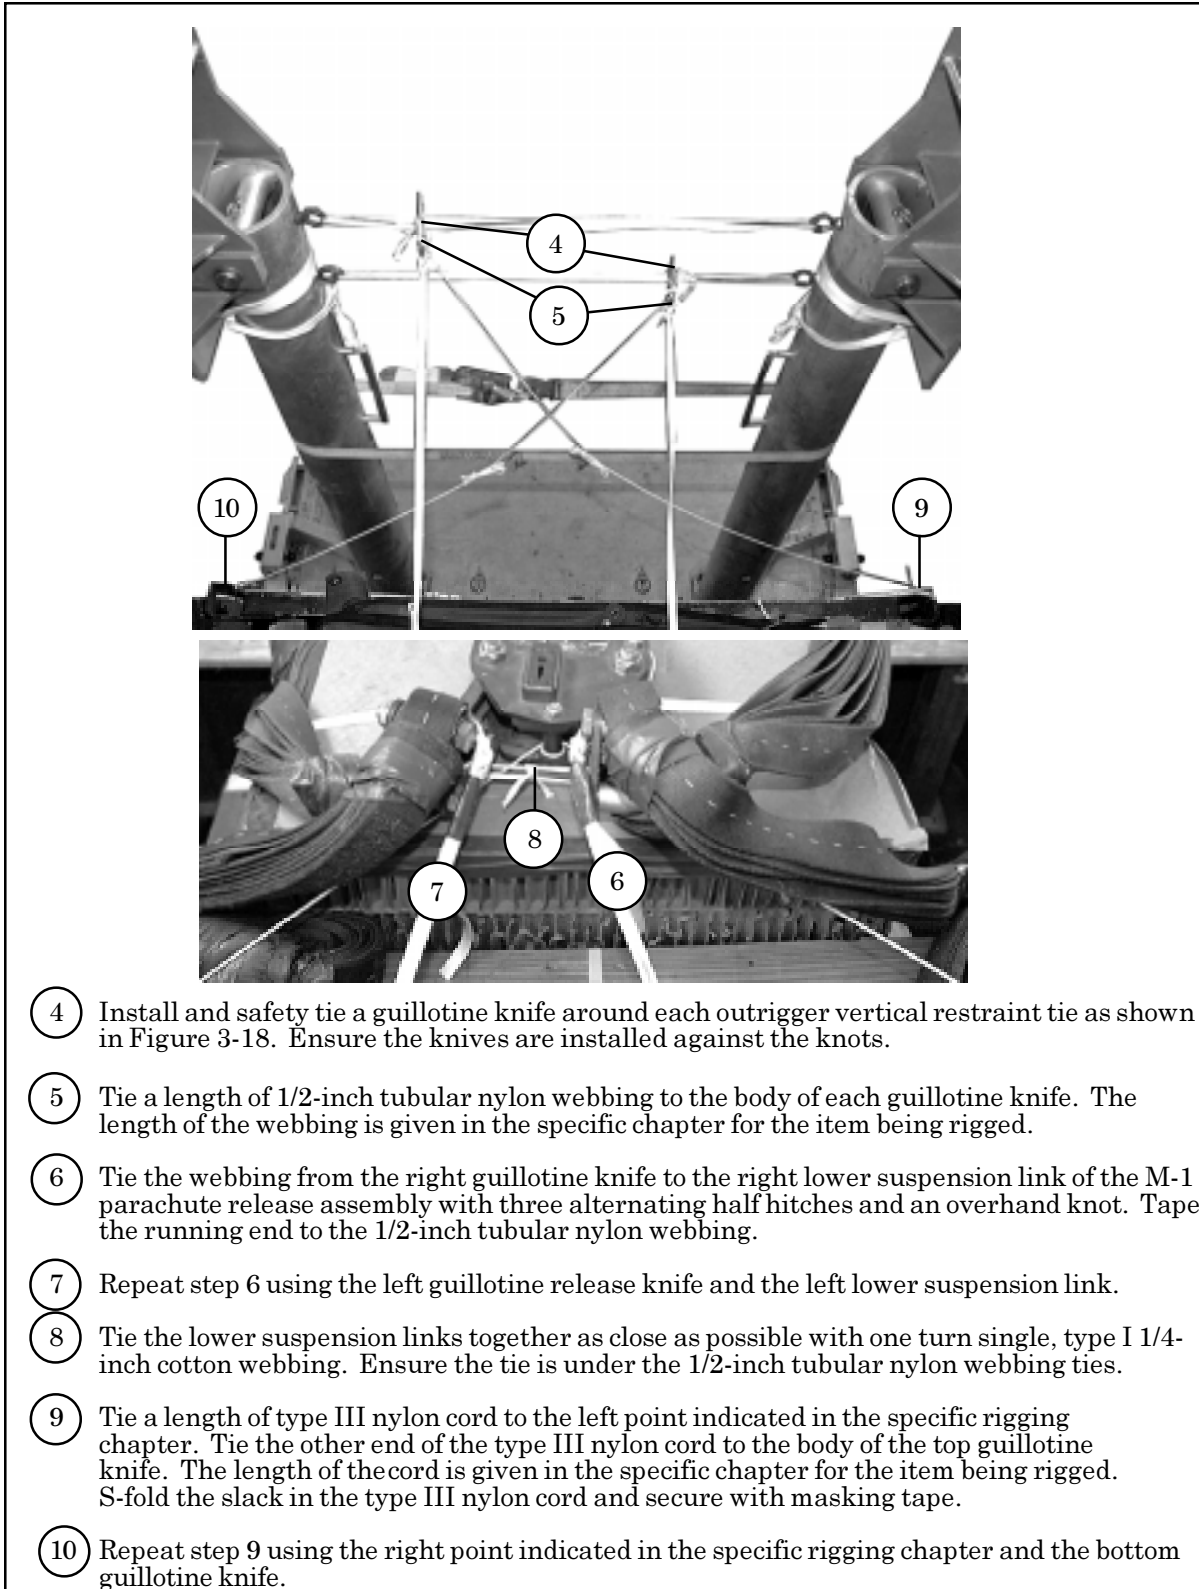 4
5
10
9
8
7
6
4 Install and safety tie a guillotine knife around each outrigger vertical restraint tie as shown
in Figure 3-18. Ensure the knives are installed against the knots.
5 Tie a length of 1/2-inch tubular nylon webbing to the body of each guillotine knife. The
length of the webbing is given in the specific chapter for the item being rigged.
6 Tie the webbing from the right guillotine knife to the right lower suspension link of the M-1
parachute release assembly with three alternating half hitches and an overhand knot. Tape
the running end to the 1/2-inch tubular nylon webbing.
7 Repeat step 6 using the left guillotine release knife and the left lower suspension link.
8 Tie the lower suspension links together as close as possible with one turn single, type I 1/4-
inch cotton webbing. Ensure the tie is under the 1/2-inch tubular nylon webbing ties.
9 Tie a length of type III nylon cord to the left point indicated in the specific rigging
chapter. Tie the other end of the type III nylon cord to the body of the top guillotine
knife. The length of thecord is given in the specific chapter for the item being rigged.
S-fold the slack in the type III nylon cord and secure with masking tape.
10 Repeat step 9 using the right point indicated in the specific rigging chapter and the bottom
guillotine knife.